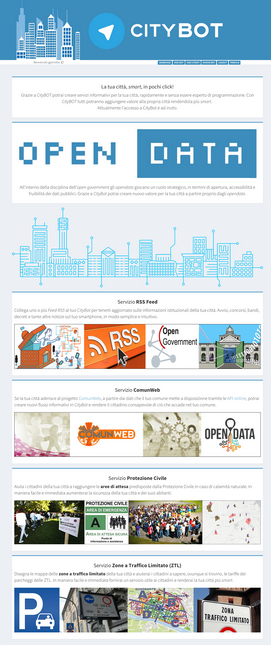 CITYBOT
La tua città, smart, in pochi click!
Grazie a CityBOT potrai creare servizi informativi per la tua città, rapidamente e senza essere esperto di programmazione. Con
CityBOT tutti potranno aggiungere valore alla propria città rendendola più smart.
Attualmente l'accesso a CityBot è ad invito.
OPEN DATA
All'interno della disciplina dell'open government gli opendata giocano un ruolo strategico, in termini di apertura, accessibilità e
fruibilità dei dati pubblici. Grazie a CityBot potrai creare nuovo valore per la tua città a partire proprio dagli opendata.
Servizio RSS Feed
Collega uno o più Feed RSS al tuo CityBot per tenerti aggiornato sulle informazioni istituzionali della tua città. Avvisi, concorsi, bandi,
decreti e tante altre notizie sul tuo smartphone, in modo semplice e intuitivo.
RSS
Open
Government
Servizio ComunWeb
Se la tua città aderisce al progetto ComunWeb, a partire dai dati che il tuo comune mette a disposizione tramite le API online, potrai
creare nuovi flussi informativi in CityBot e rendere il cittadino consapevole di ciò che accade nel tuo comune.
COMUNWEB
OPEN DATA
Servizio Protezione Civile
Aiuta i cittadini della tua città a raggiungere le aree di attesa predisposte dalla Protezione Civile in caso di calamità naturale, in
maniera facile e immediata aumenterai la sicurezza della tua città e dei suoi abitanti.
PROTEZIONE CIVILE
AREA DI EMERGENZA
A
AREA DI ATTESA SICURA
Servizio Zone a Traffico Limitato (ZTL)
Disegna la mappa delle zone a traffico limitato della tua città e aiuterai i cittadini a sapere, ovunque si trovino, le tariffe dei
parcheggi delle ZTL. In maniera facile e immediata fornirai un servizio utile ai cittadini e renderai la tua città più smart.
P
ZONA
TRAFFICO LIMITATO